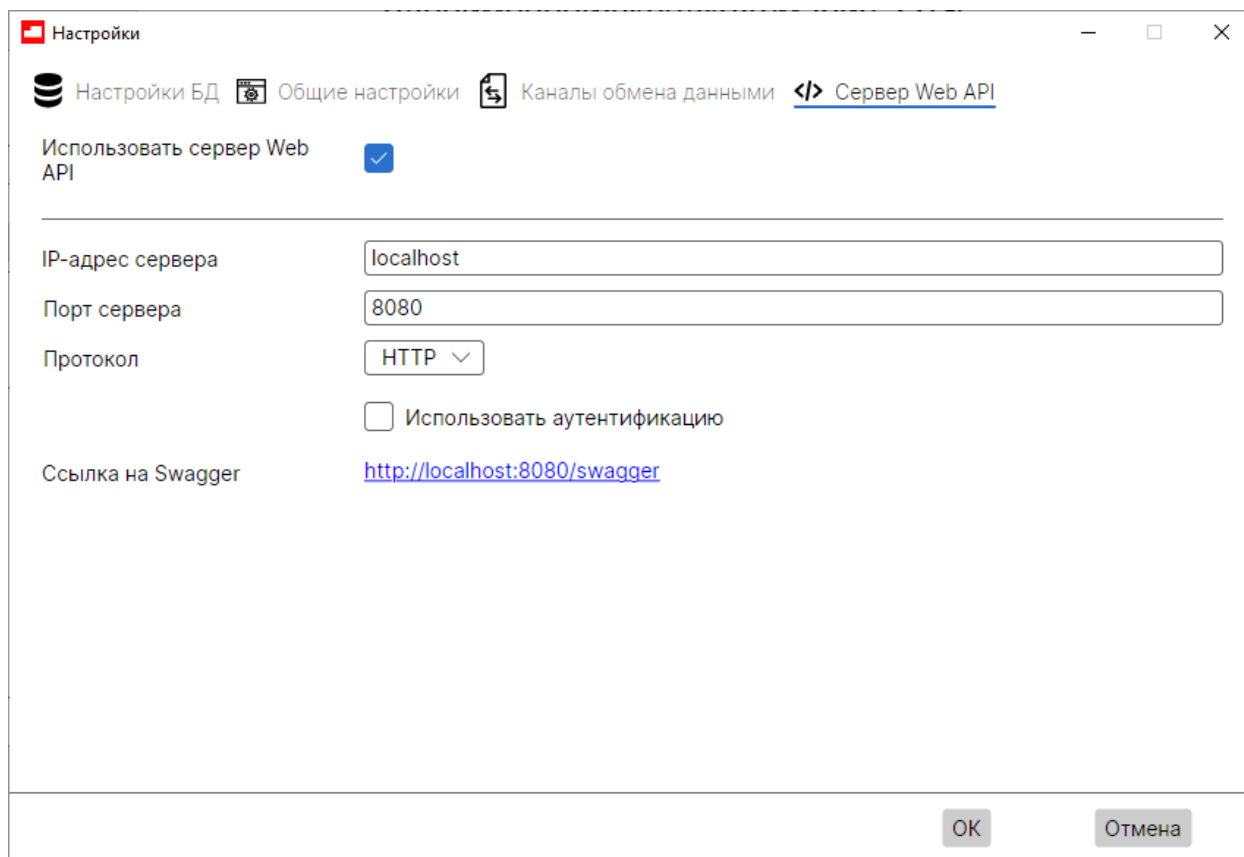 Настройки
Настройки БД Общие настройки Каналы обмена данными </> Сервер Web API
Использовать сервер Web
API
IP-адрес сервера localhost
Порт сервера 8080
Протокол HTTP
Использовать аутентификацию
Ссылка на Swagger http://localhost:8080/swagger
OK Отмена